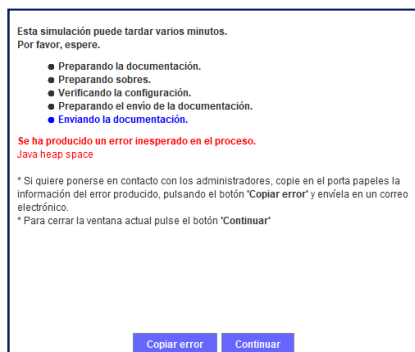 Esta simulación puede tardar varios minutos.
Por favor, espere.
● Preparando la documentación.
● Preparando sobres.
● Verificando la configuración.
● Preparando el envío de la documentación.
● Enviando la documentación.
Se ha producido un error inesperado en el proceso.
Java heap space
* Si quiere ponerse en contacto con los administradores, copie en el porta papeles la
información del error producido, pulsando el botón 'Copiar error' y envíela en un correo
electrónico.
* Para cerrar la ventana actual pulse el botón 'Continuar'
Copiar error Continuar